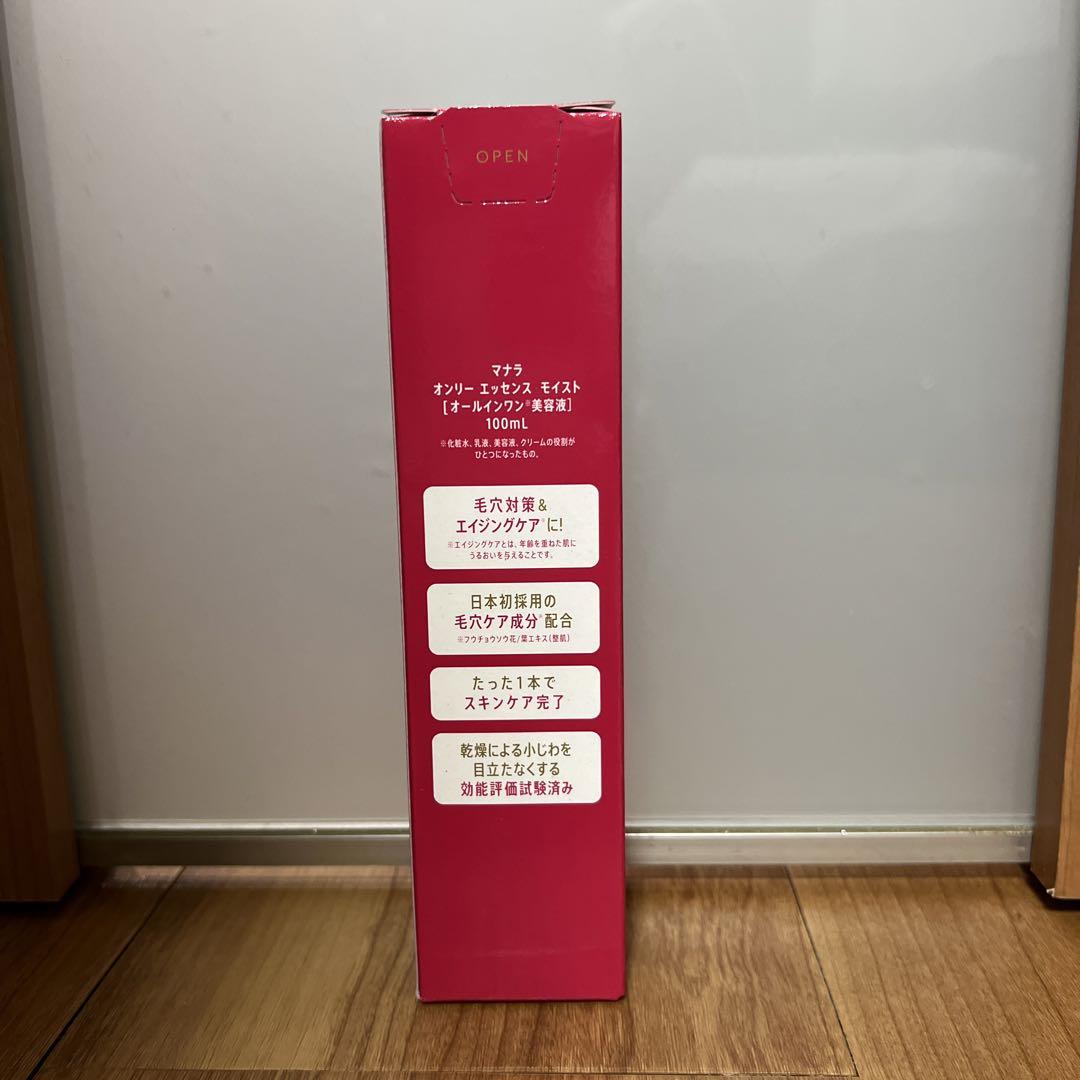 OPEN
マナラ
オンリー エッセンス モイスト
[オールインワン※美容液]
100mL
※化粧水、乳液、美容液、クリームの役割が
ひとつになったもの。
毛穴対策&
エイジングケア※に!
※エイジングケアとは、年齢を重ねた肌に
うるおいを与えることです。
日本初採用の
毛穴ケア成分※配合
※フウチョウソウ花/葉エキス(整肌)
たった1本で
スキンケア完了
乾燥による小じわを
目立たなくする
効能評価試験済み